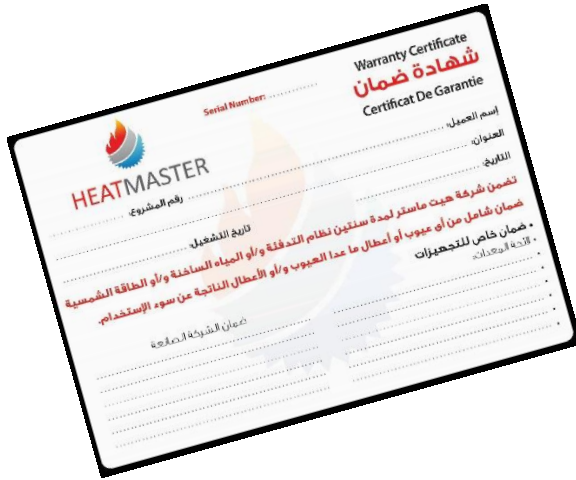 Warranty Certificate
شهادة ضمان
Certificat De Garantie
Serial Number:
HEATMASTER
إسم العميل:
رقم المشروع:
العنوان:
التاريخ:
تاريخ التشغيل:
تضمن شركة هيت ماستر لمدة سنتين نظام التدفئة و/أو المياه الساخنة و/أو الطاقة الشمسية
ضمان شامل من أي عيوب أو أعطال ما عدا العيوب و/أو الأعطال الناتجة عن سوء الإستخدام.
• ضمان خاص للتجهيزات
• لائحة المعدات:
ضمان الشركة الصانعة